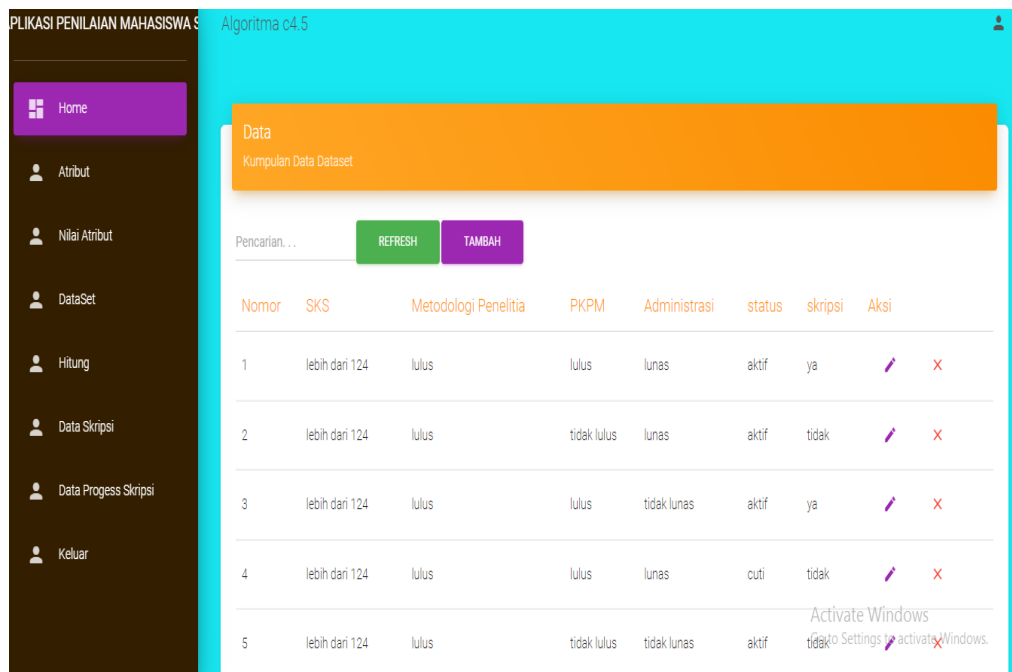 PLIKASI PENILAIAN MAHASISWA S
Algoritma c4.5
Home
Atribut
Nilai Atribut
DataSet
Hitung
Data Skripsi
Data Progess Skripsi
Keluar
Data
Kumpulan Data Dataset
Pencarian. . . REFRESH TAMBAH
Nomor SKS Metodologi Penelitia PKPM Administrasi status skripsi Aksi
1 lebih dari 124 lulus lulus lunas aktif ya
2 lebih dari 124 lulus tidak lulus lunas aktif tidak
3 lebih dari 124 lulus lulus tidak lunas aktif ya
4 lebih dari 124 lulus lulus lunas cuti tidak
5 lebih dari 124 lulus tidak lulus tidak lunas aktif tidak
Activate Windows
Go to Settings to activate Windows.